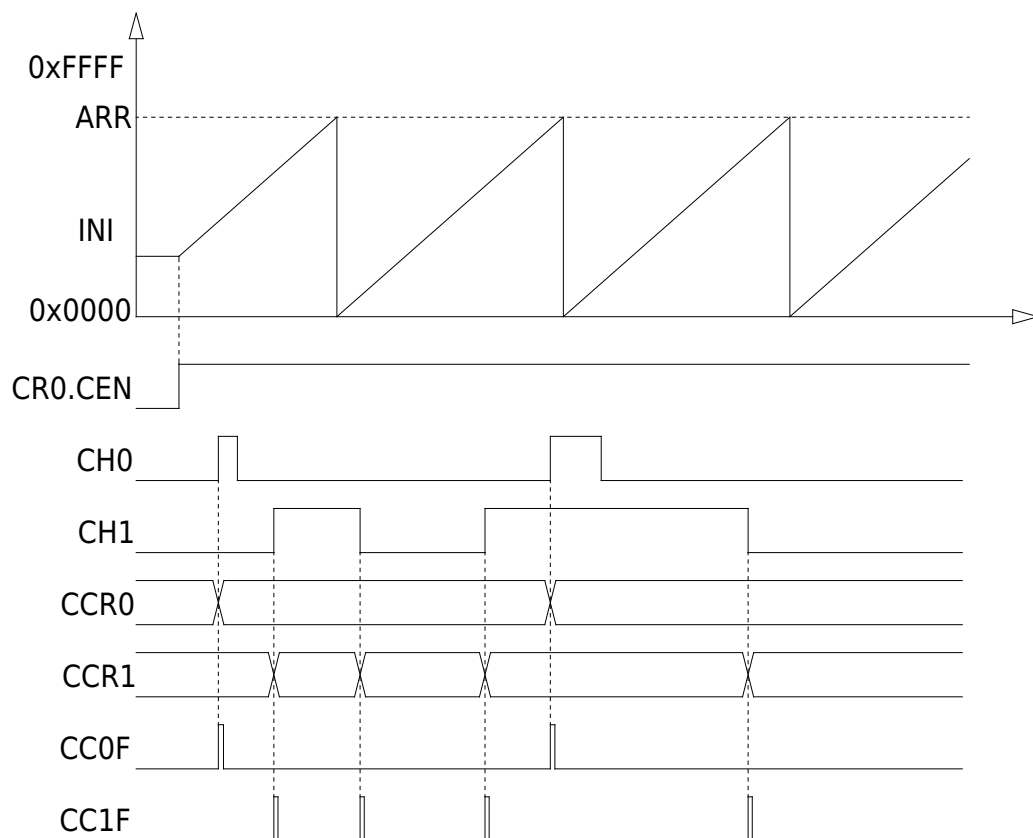 0xFFFF
ARR
INI
0x0000
CR0.CEN
CH0
CH1
CCR0
CCR1
CC0F
CC1F